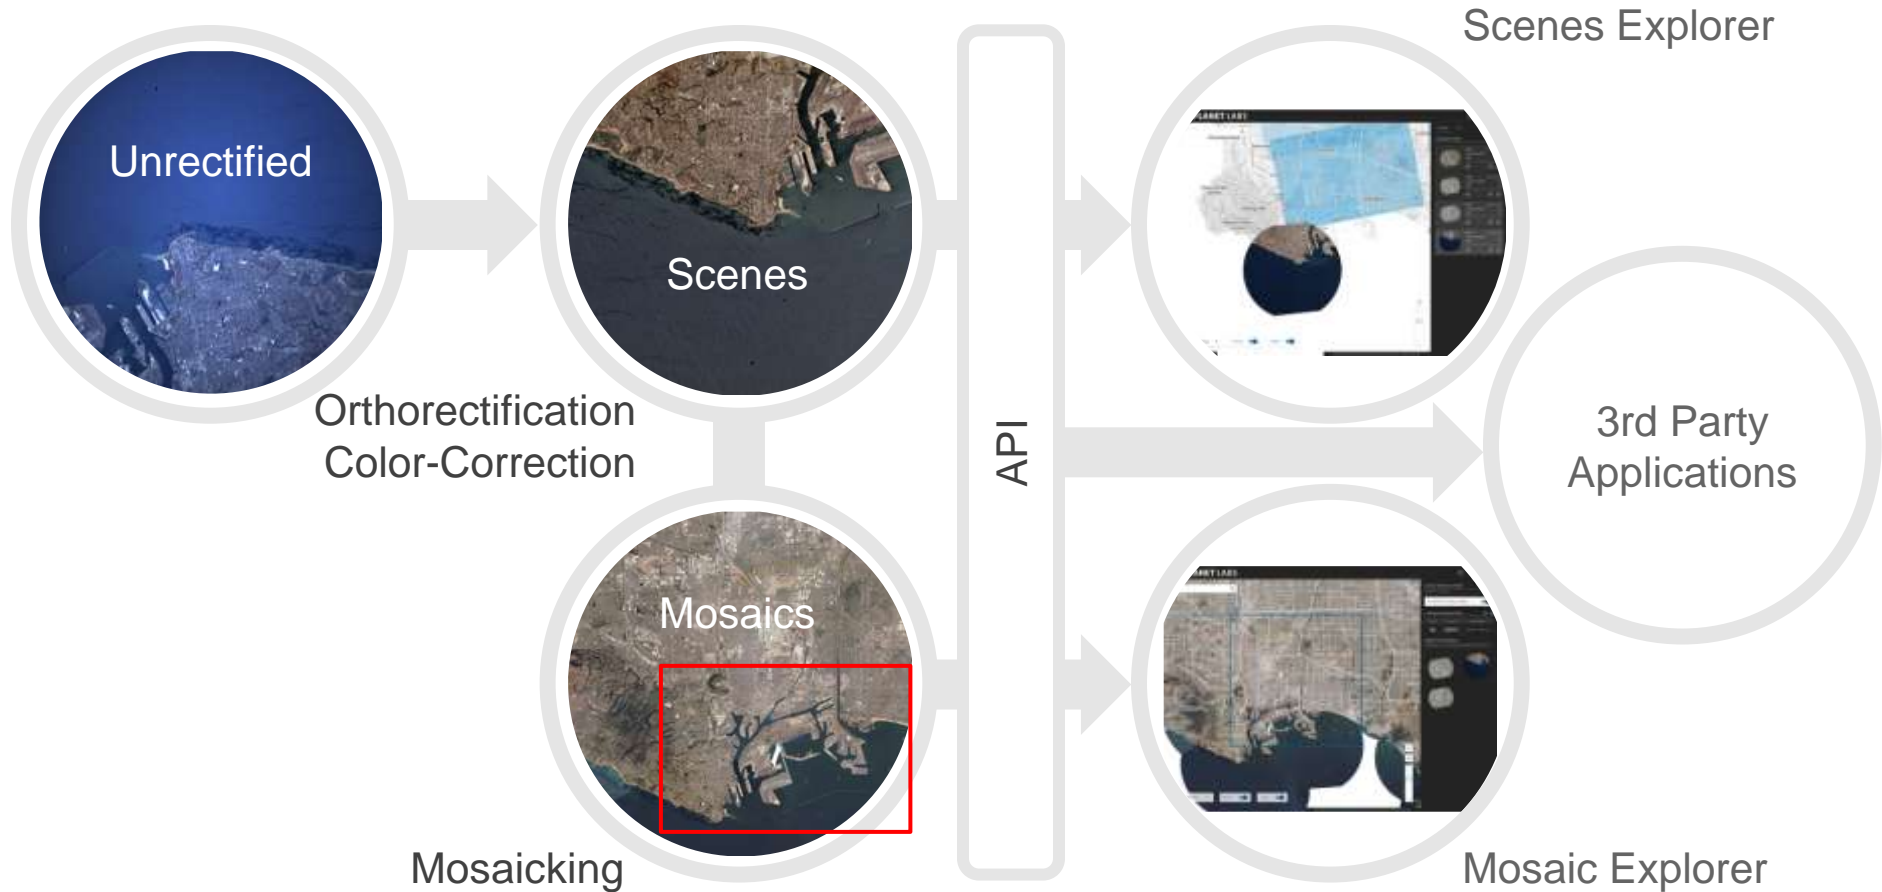 Scenes Explorer
Unrectified
Scenes
Orthorectification
Color-Correction
API
3rd Party
Applications
Mosaics
Mosaicking
Mosaic Explorer